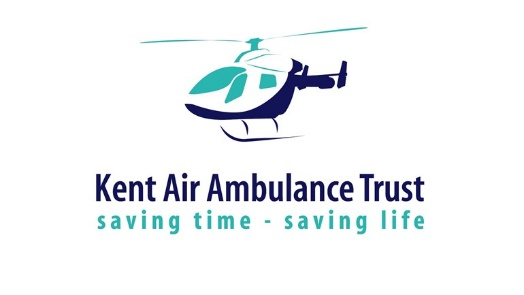 Kent Air Ambulance Trust
saving time - saving life